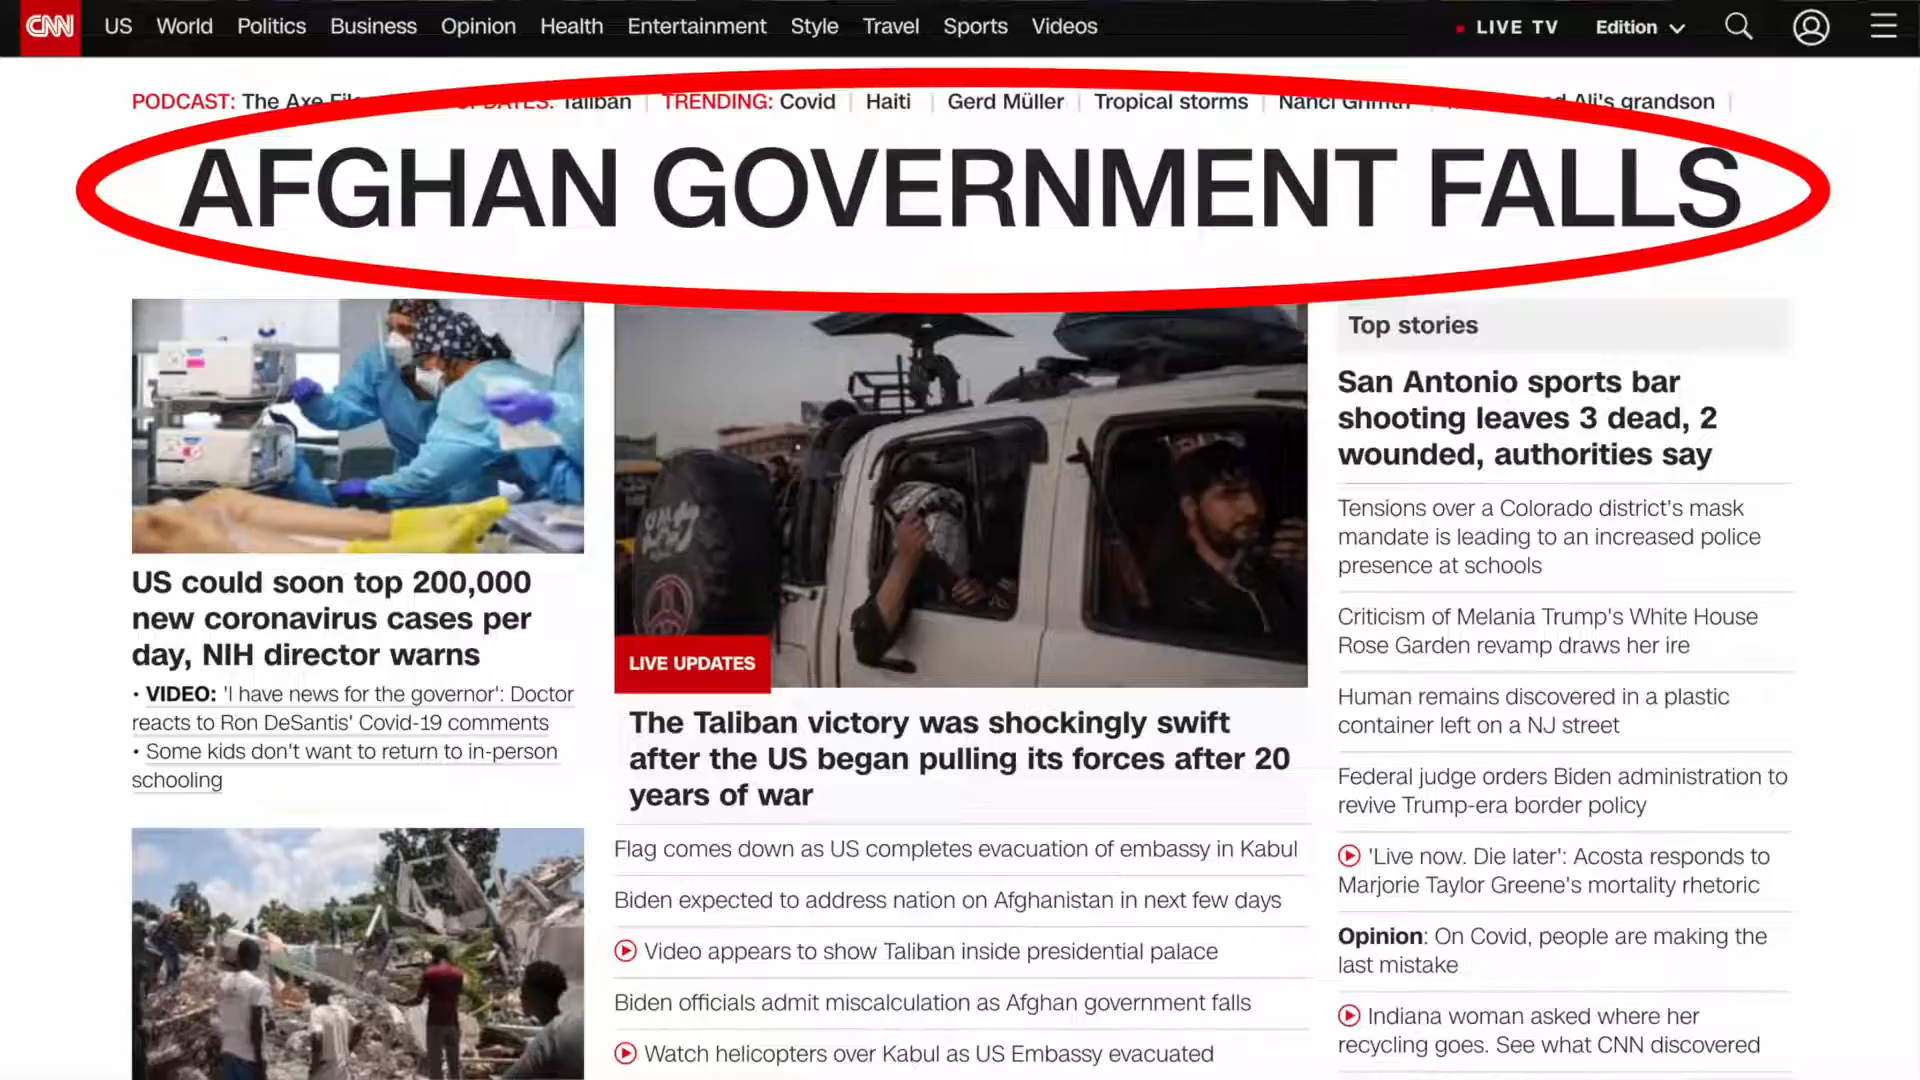 CNN US World Politics Business Opinion Health Entertainment Style Travel Sports Videos LIVE TV Edition
PODCAST: The Axe Taliban TRENDING: Covid Haiti Gerd Müller Tropical storms Nanci Griffith Ali's grandson
AFGHAN GOVERNMENT FALLS
US could soon top 200,000
new coronavirus cases per
day, NIH director warns
• VIDEO: 'I have news for the governor': Doctor
reacts to Ron DeSantis' Covid-19 comments
• Some kids don't want to return to in-person
schooling
LIVE UPDATES
The Taliban victory was shockingly swift
after the US began pulling its forces after 20
years of war
Flag comes down as US completes evacuation of embassy in Kabul
Biden expected to address nation on Afghanistan in next few days
Video appears to show Taliban inside presidential palace
Biden officials admit miscalculation as Afghan government falls
Watch helicopters over Kabul as US Embassy evacuated
Top stories
San Antonio sports bar
shooting leaves 3 dead, 2
wounded, authorities say
Tensions over a Colorado district's mask
mandate is leading to an increased police
presence at schools
Criticism of Melania Trump's White House
Rose Garden revamp draws her ire
Human remains discovered in a plastic
container left on a NJ street
Federal judge orders Biden administration to
revive Trump-era border policy
'Live now. Die later': Acosta responds to
Marjorie Taylor Greene's mortality rhetoric
Opinion: On Covid, people are making the
last mistake
Indiana woman asked where her
recycling goes. See what CNN discovered